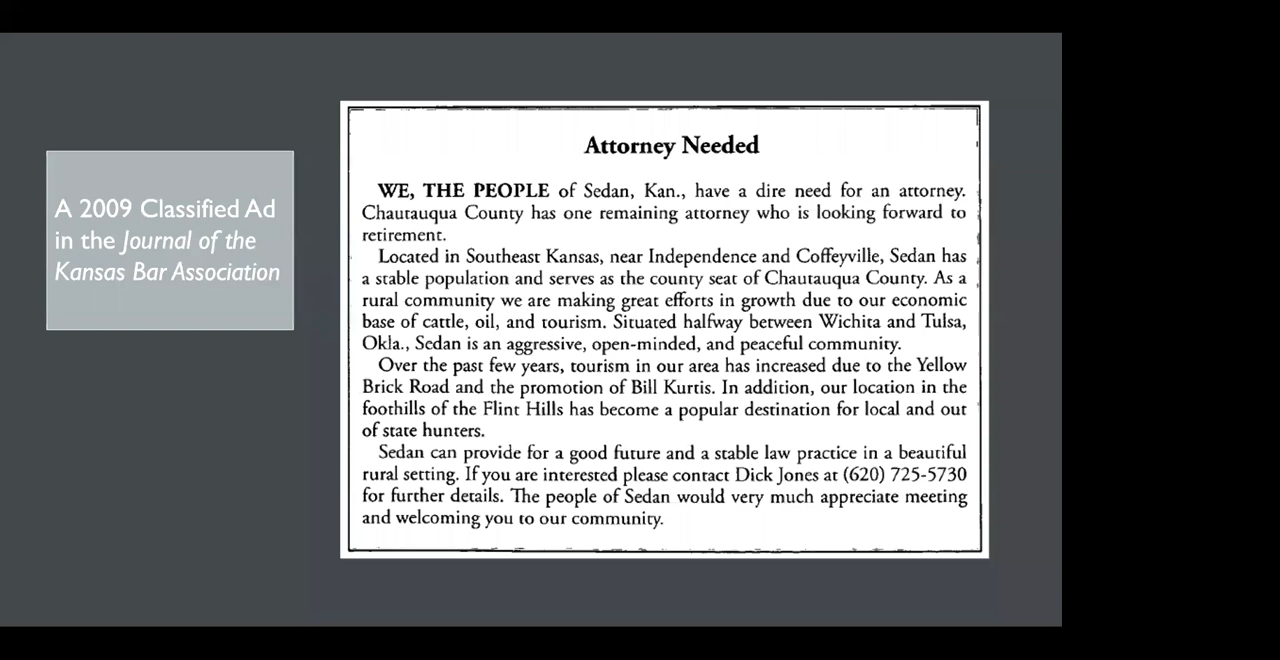 A 2009 Classified Ad
in the Journal of the
Kansas Bar Association
Attorney Needed
WE, THE PEOPLE of Sedan, Kan., have a dire need for an attorney.
Chautauqua County has one remaining attorney who is looking forward to
retirement.
Located in Southeast Kansas, near Independence and Coffeyville, Sedan has
a stable population and serves as the county seat of Chautauqua County. As a
rural community we are making great efforts in growth due to our economic
base of cattle, oil, and tourism. Situated halfway between Wichita and Tulsa,
Okla., Sedan is an aggressive, open-minded, and peaceful community.
Over the past few years, tourism in our area has increased due to the Yellow
Brick Road and the promotion of Bill Kurtis. In addition, our location in the
foothills of the Flint Hills has become a popular destination for local and out
of state hunters.
Sedan can provide for a good future and a stable law practice in a beautiful
rural setting. If you are interested please contact Dick Jones at (620) 725-5730
for further details. The people of Sedan would very much appreciate meeting
and welcoming you to our community.